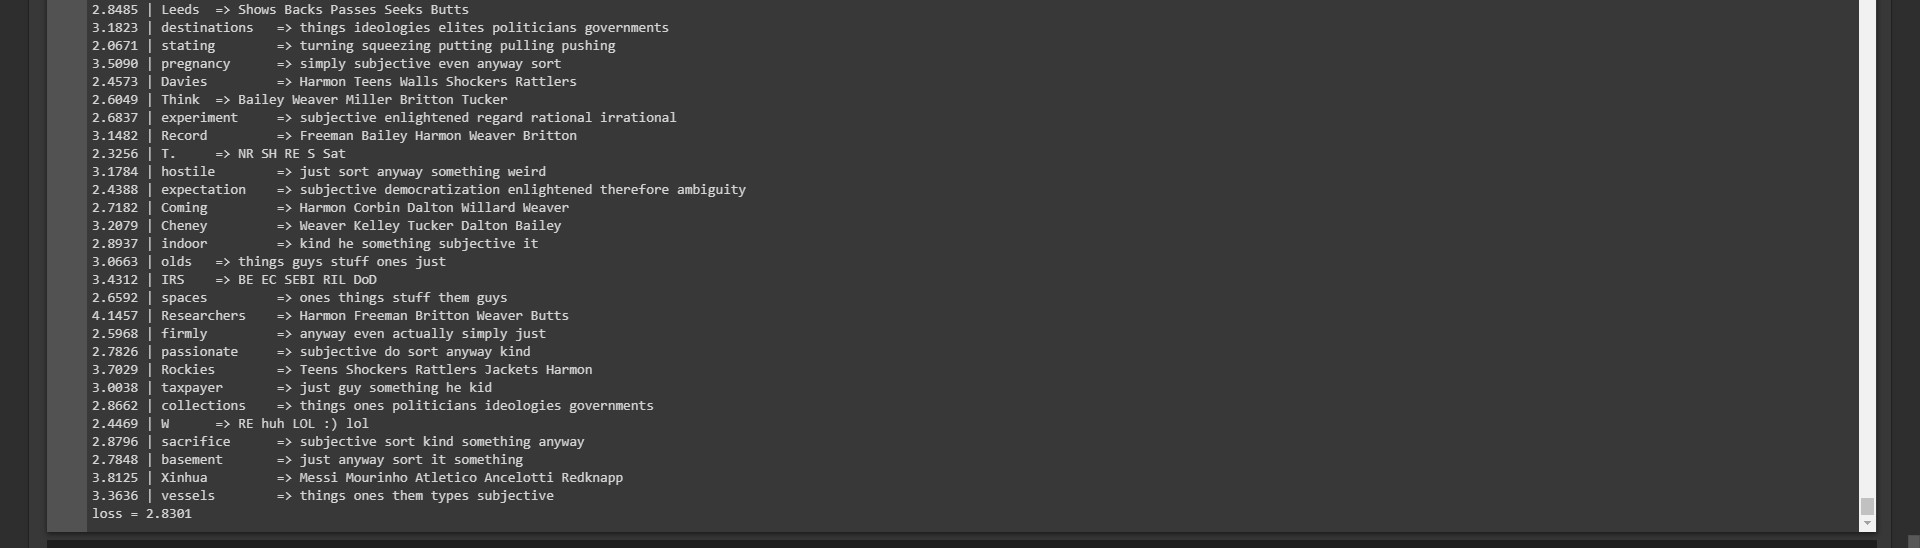 2.8485 | Leeds => Shows Backs Passes Seeks Butts
3.1823 | destinations => things ideologies elites politicians governments
2.0671 | stating => turning squeezing putting pulling pushing
3.5090 | pregnancy => simply subjective even anyway sort
2.4573 | Davies => Harmon Teens Walls Shockers Rattlers
2.6049 | Think => Bailey Weaver Miller Britton Tucker
2.6837 | experiment => subjective enlightened regard rational irrational
3.1482 | Record => Freeman Bailey Harmon Weaver Britton
2.3256 | T. => NR SH RE S Sat
3.1784 | hostile => just sort anyway something weird
2.4388 | expectation => subjective democratization enlightened therefore ambiguity
2.7182 | Coming => Harmon Corbin Dalton Willard Weaver
3.2079 | Cheney => Weaver Kelley Tucker Dalton Bailey
2.8937 | indoor => kind he something subjective it
3.0663 | olds => things guys stuff ones just
3.4312 | IRS => BE EC SEBI RIL DoD
2.6592 | spaces => ones things stuff them guys
4.1457 | Researchers => Harmon Freeman Britton Weaver Butts
2.5968 | firmly => anyway even actually simply just
2.7826 | passionate => subjective do sort anyway kind
3.7029 | Rockies => Teens Shockers Rattlers Jackets Harmon
3.0038 | taxpayer => just guy something he kid
2.8662 | collections => things ones politicians ideologies governments
2.4469 | W => RE huh LOL :) lol
2.8796 | sacrifice => subjective sort kind something anyway
2.7848 | basement => just anyway sort it something
3.8125 | Xinhua => Messi Mourinho Atletico Ancelotti Redknapp
3.3636 | vessels => things ones them types subjective
loss = 2.8301